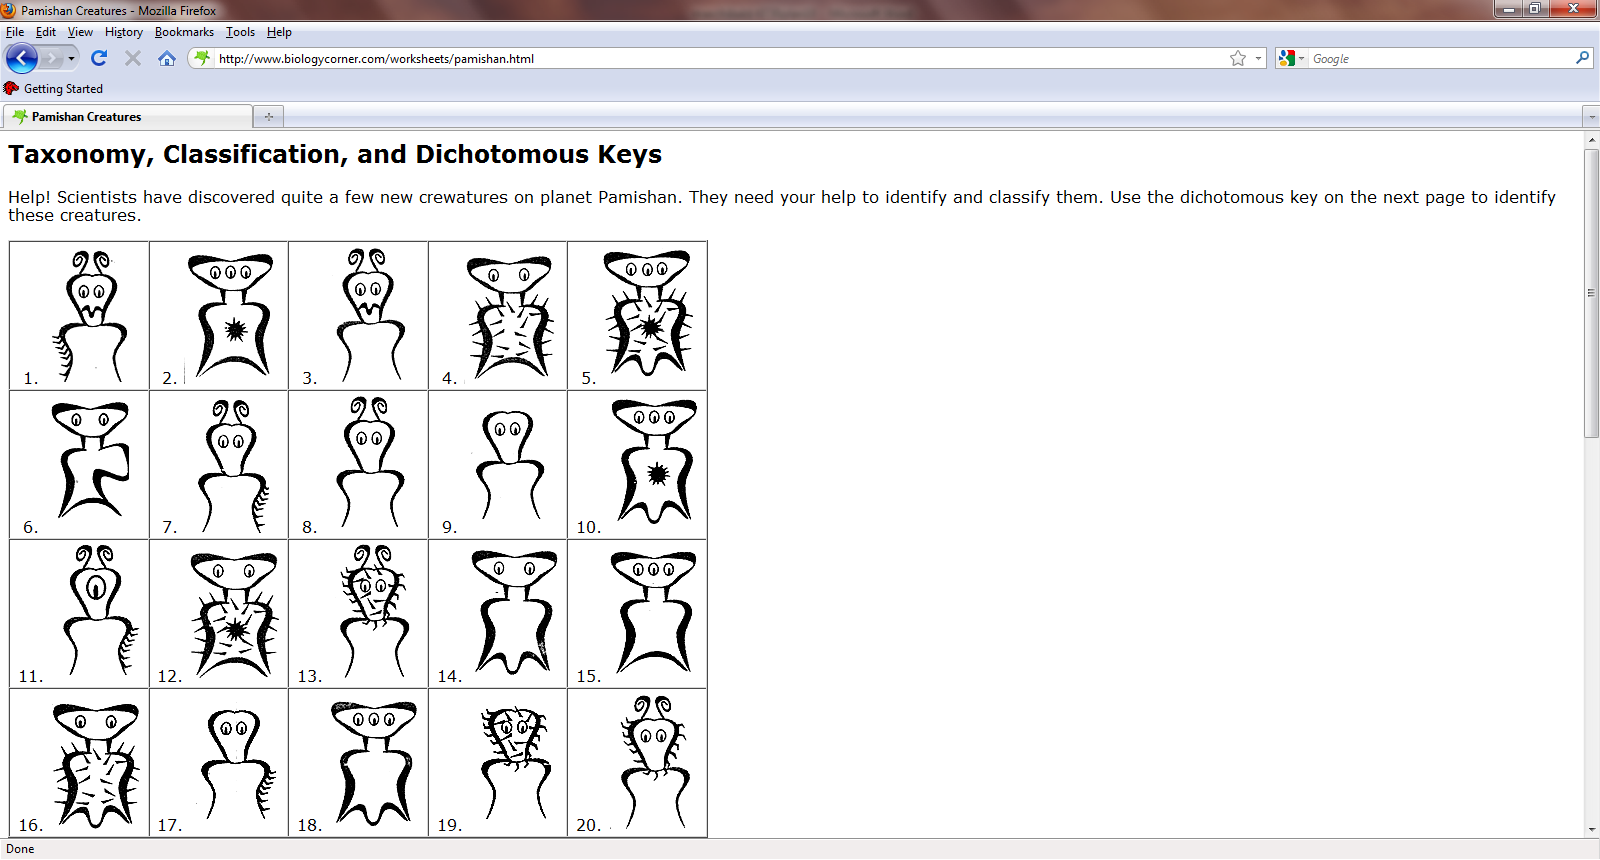 Pamishan Creatures - Mozilla Firefox
File Edit View History Bookmarks Tools Help
http://www.biologycorner.com/worksheets/pamishan.html
Google
Getting Started
Pamishan Creatures
Taxonomy, Classification, and Dichotomous Keys
Help! Scientists have discovered quite a few new crewatures on planet Pamishan. They need your help to identify and classify them. Use the dichotomous key on the next page to identify
these creatures.
1. 2. 3. 4. 5.
6. 7. 8. 9. 10.
11. 12. 13. 14. 15.
16. 17. 18. 19. 20.
Done